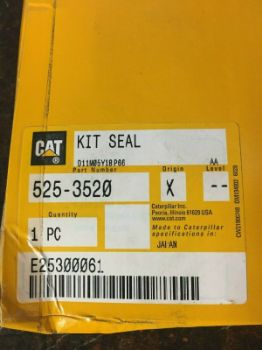 CAT
KIT SEAL
D11M05Y18P66
AA
Part Number
Origin
Level
525-3520
X
--
Quantity
Caterpillar Inc.
Peoria, Illinois 61629 USA
www.cat.com
1 PC
Made to Caterpillar
specifications in:
JAPAN
E25300061